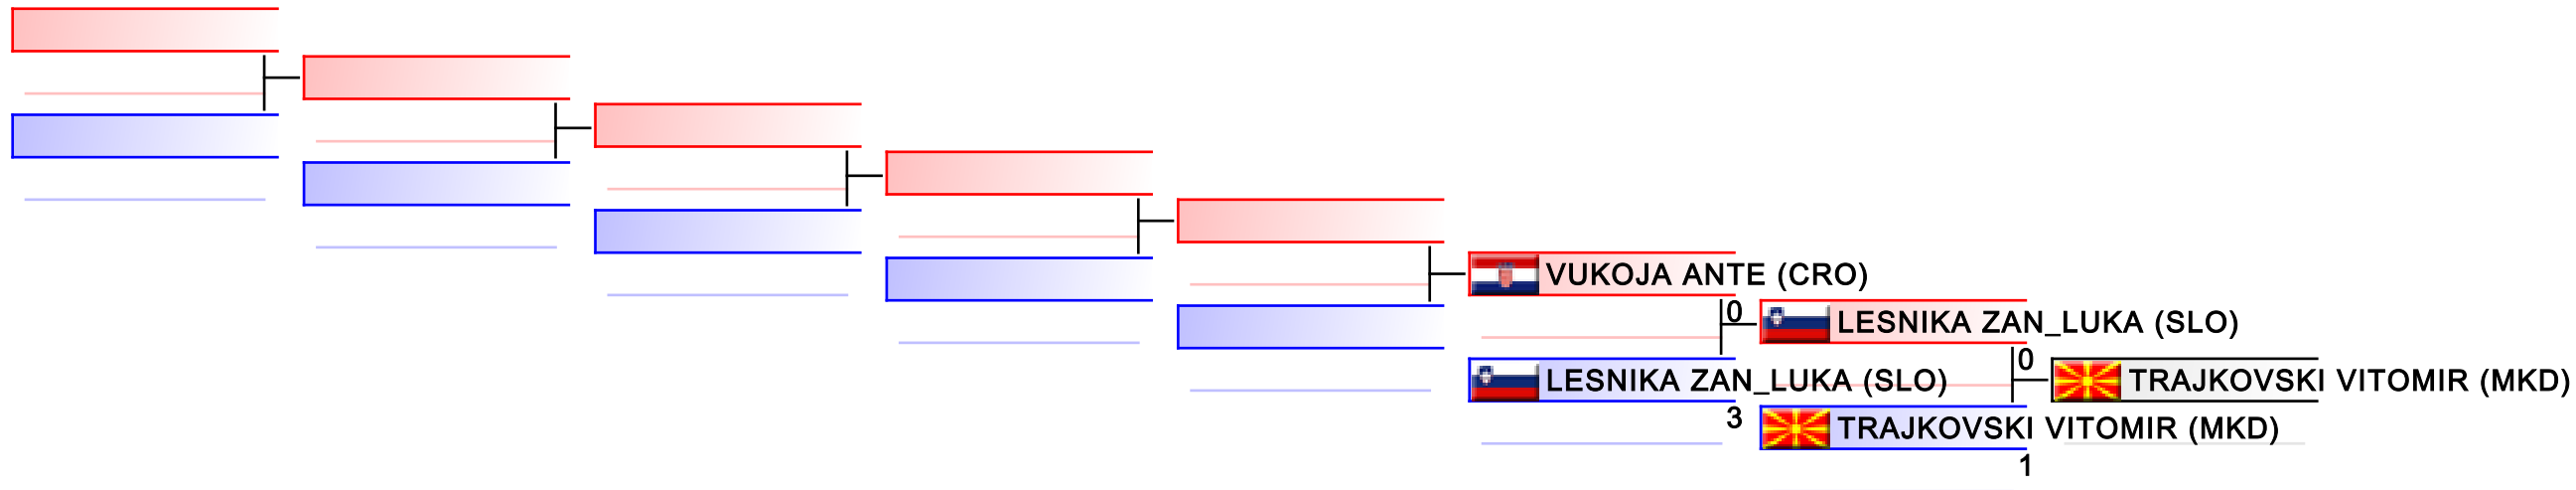 VUKOJA ANTE (CRO)
0
LESNIKA ZAN_LUKA (SLO)
LESNIKA ZAN_LUKA (SLO)
3
0
TRAJKOVSKI VITOMIR (MKD)
TRAJKOVSKI VITOMIR (MKD)
1